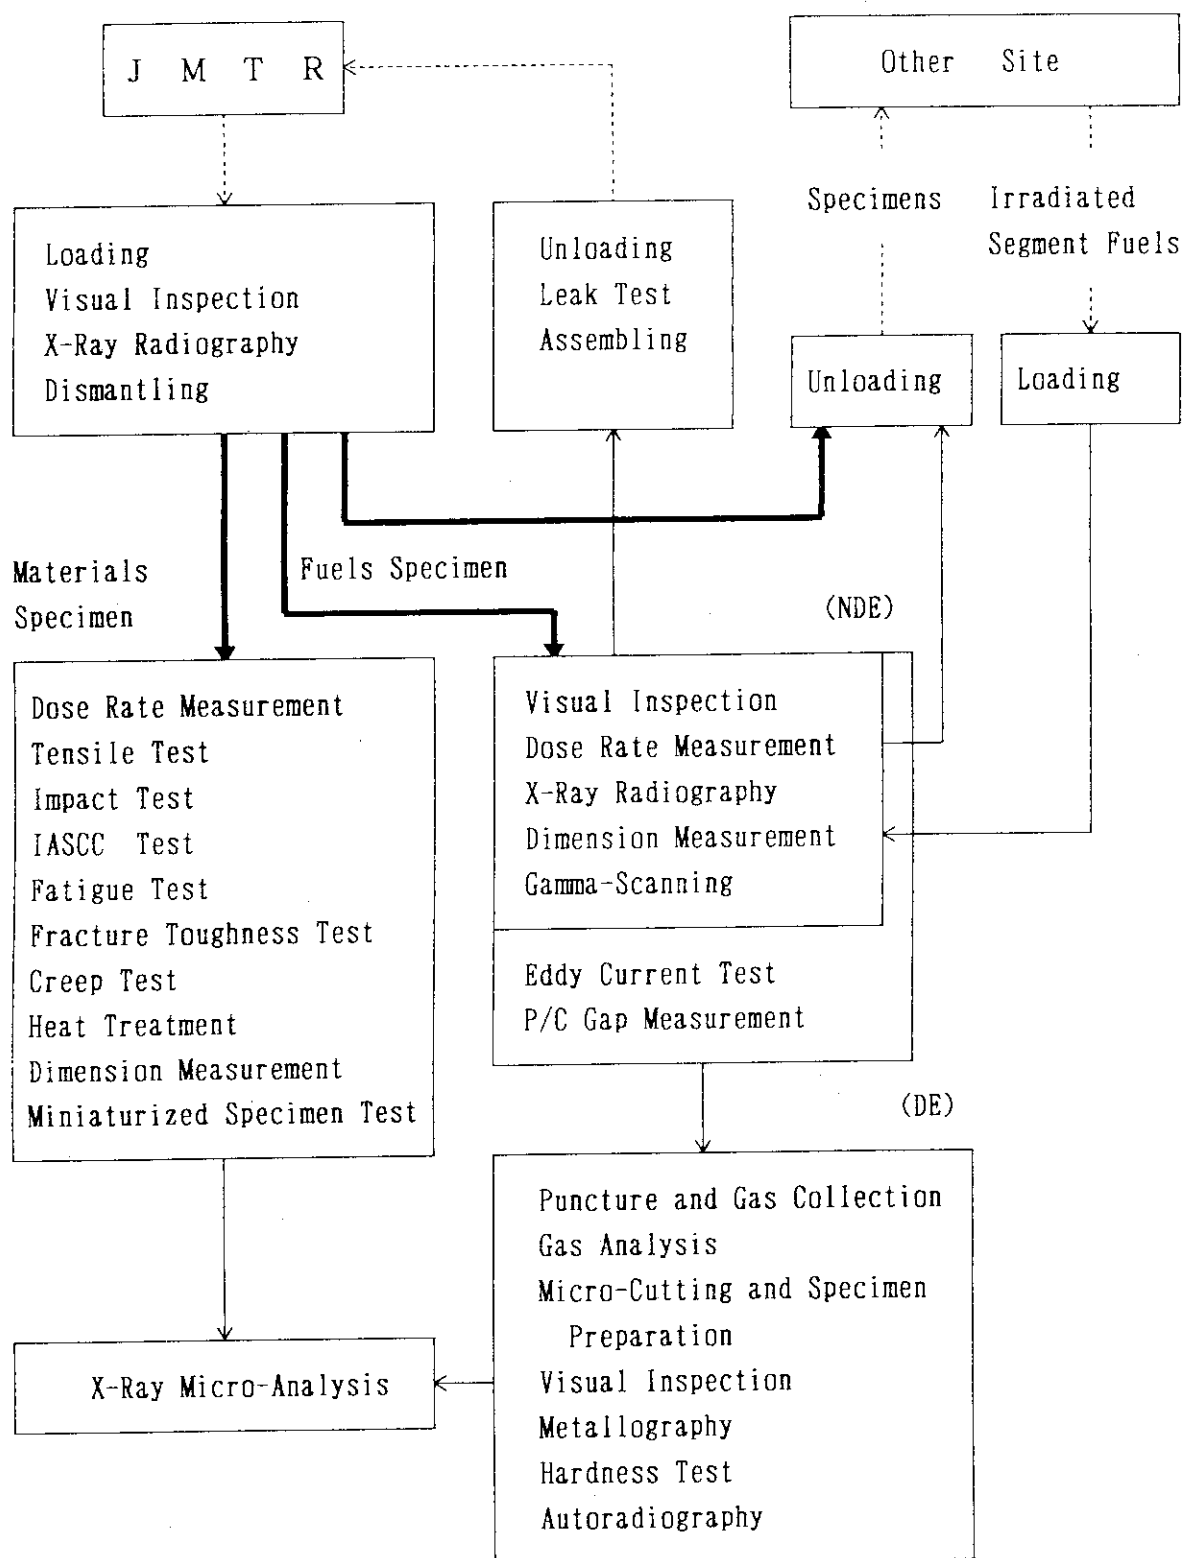 J M T R
Other Site
Specimens
Irradiated
Segment Fuels
Loading
Visual Inspection
X-Ray Radiography
Dismantling
Unloading
Leak Test
Assembling
Unloading
Loading
Materials
Specimen
Fuels Specimen
(NDE)
Dose Rate Measurement
Tensile Test
Impact Test
IASCC Test
Fatigue Test
Fracture Toughness Test
Creep Test
Heat Treatment
Dimension Measurement
Miniaturized Specimen Test
Visual Inspection
Dose Rate Measurement
X-Ray Radiography
Dimension Measurement
Gamma-Scanning
Eddy Current Test
P/C Gap Measurement
(DE)
Puncture and Gas Collection
Gas Analysis
Micro-Cutting and Specimen
Preparation
Visual Inspection
Metallography
Hardness Test
Autoradiography
X-Ray Micro-Analysis